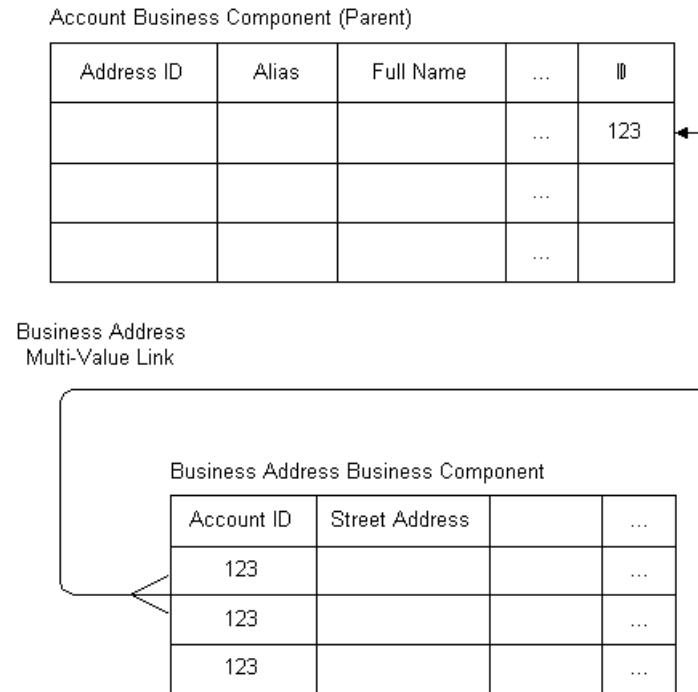 Account Business Component (Parent)
Address ID Alias Full Name ... ID
... 123
...
...
Business Address
Multi-Value Link
Business Address Business Component
Account ID Street Address ...
123 ...
123 ...
123 ...